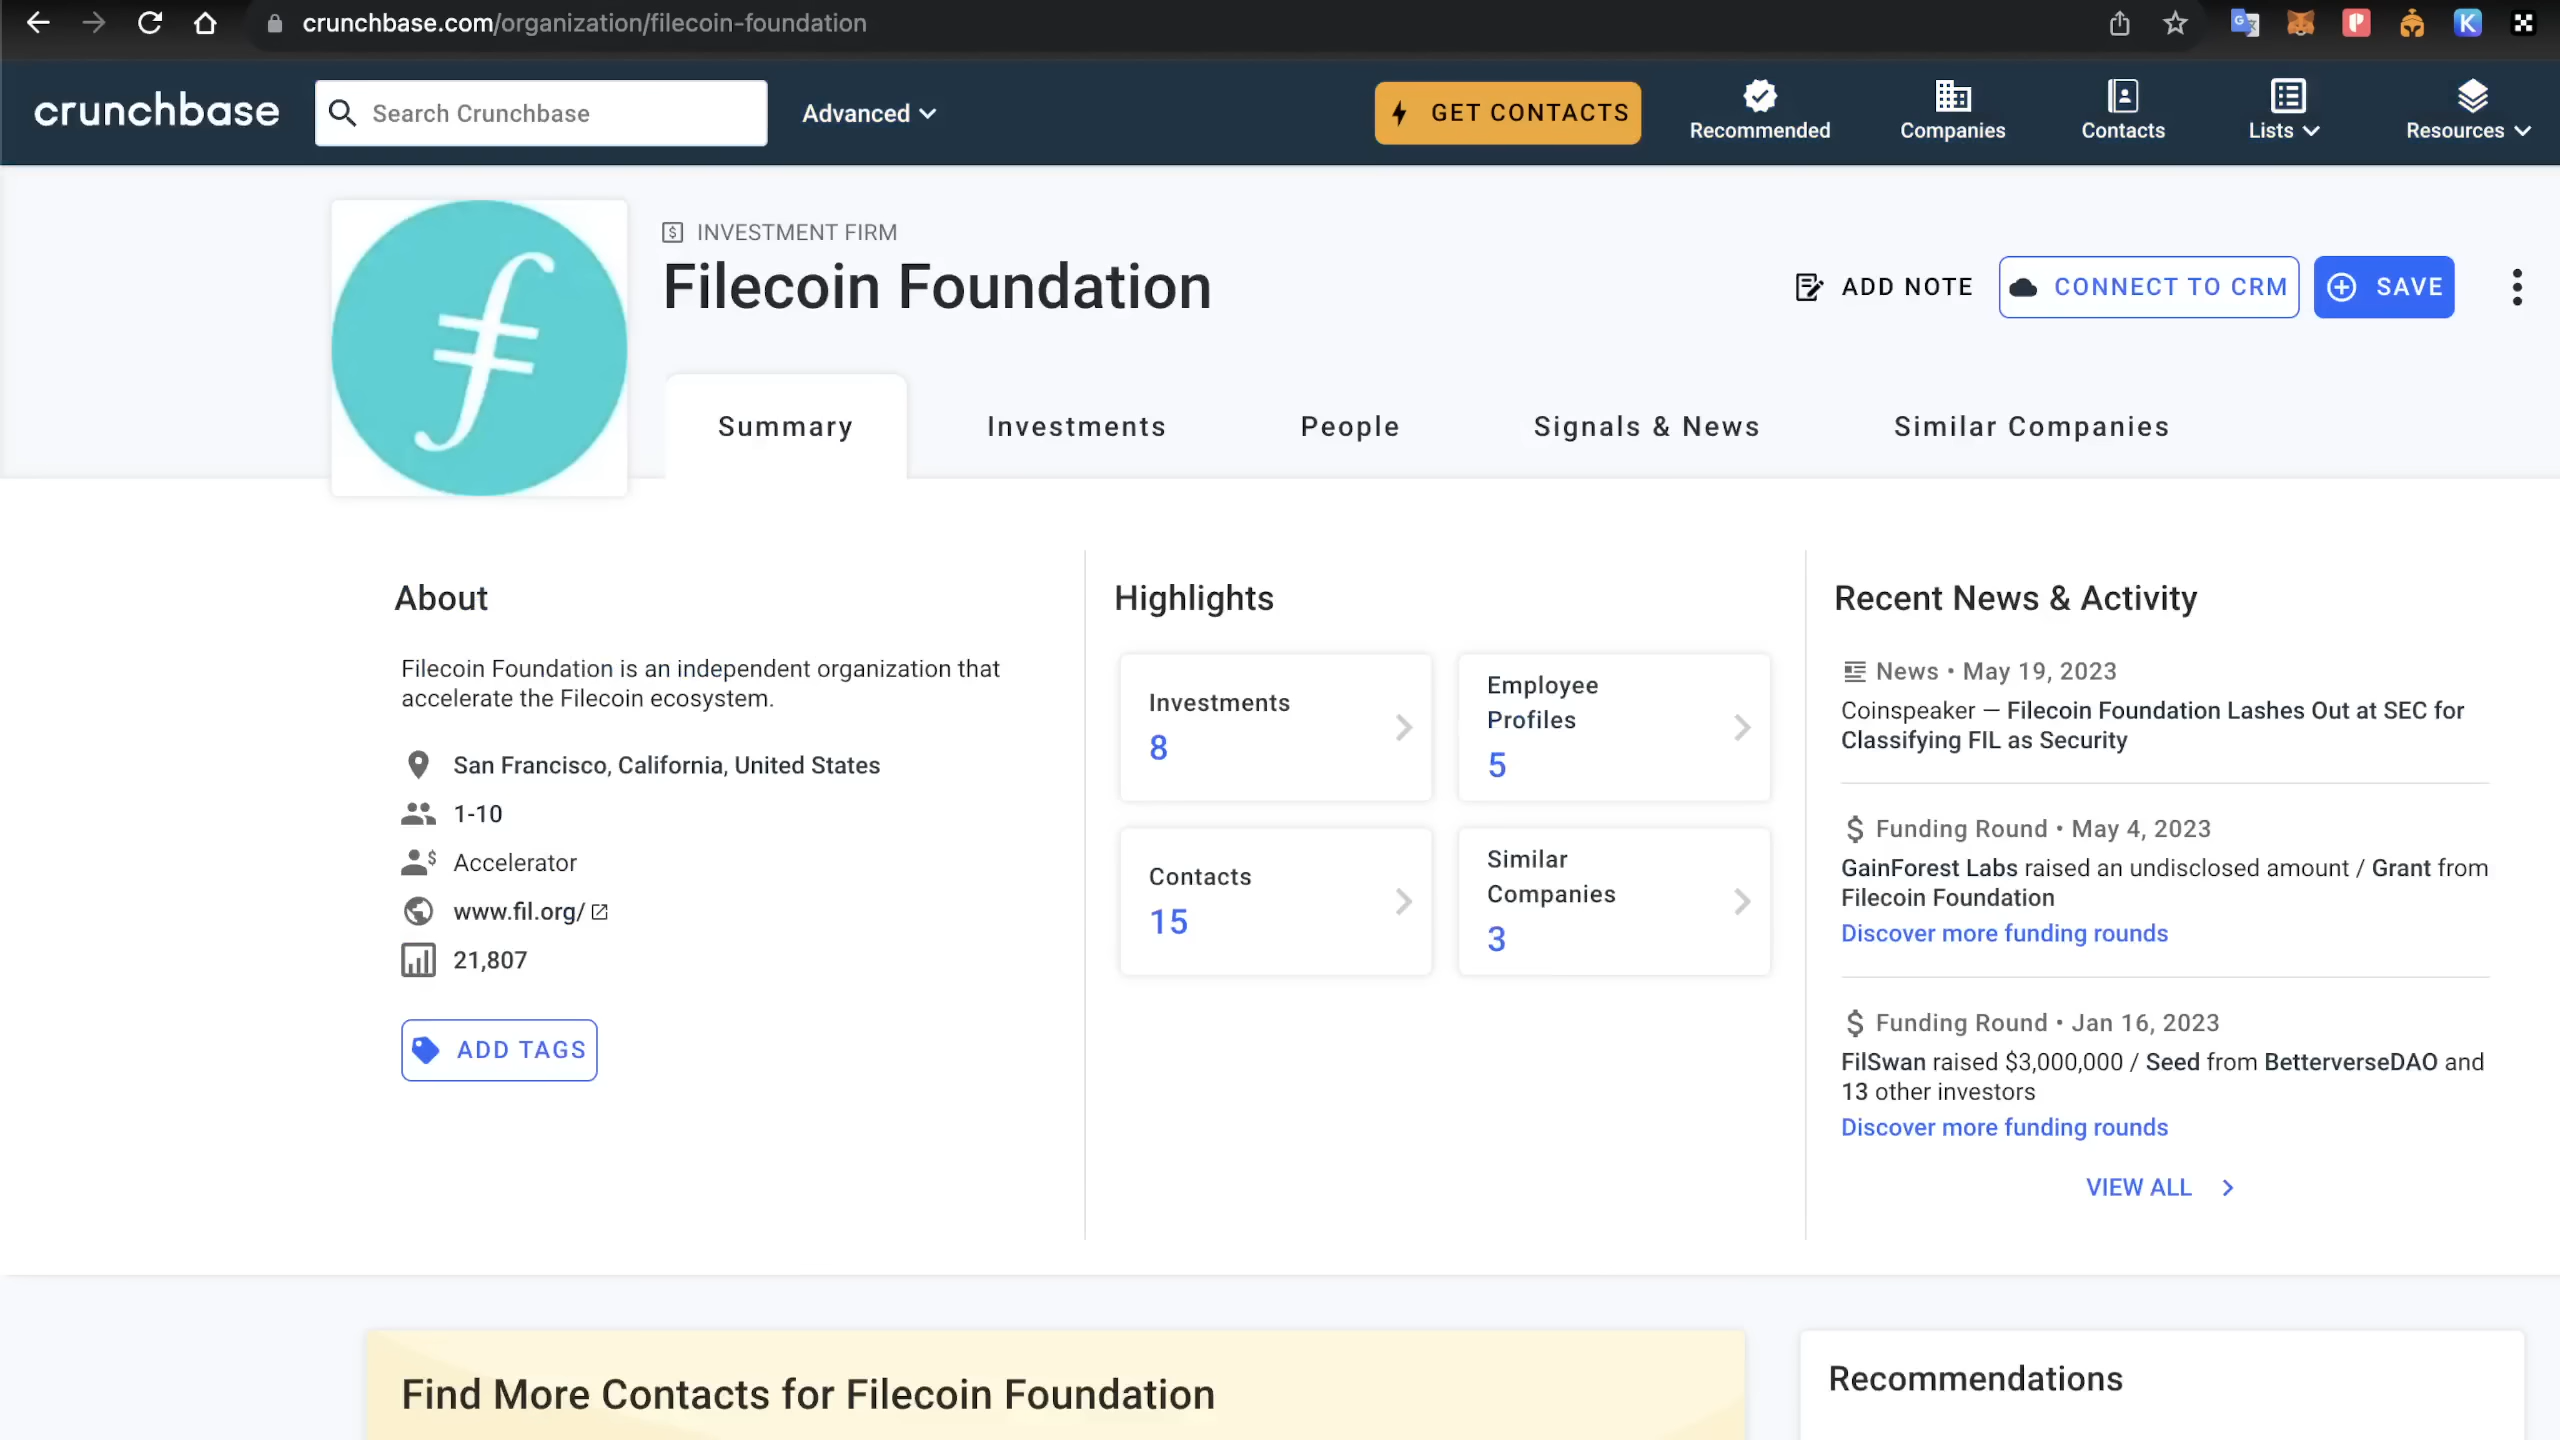 crunchbase.com/organization/filecoin-foundation
crunchbase
Search Crunchbase
Advanced
GET CONTACTS
Recommended
Companies
Contacts
Lists
Resources
INVESTMENT FIRM
Filecoin Foundation
ADD NOTE
CONNECT TO CRM
SAVE
Summary
Investments
People
Signals & News
Similar Companies
About
Filecoin Foundation is an independent organization that
accelerate the Filecoin ecosystem.
San Francisco, California, United States
1-10
Accelerator
www.fil.org/
21,807
ADD TAGS
Highlights
Investments
8
Employee
Profiles
5
Contacts
15
Similar
Companies
3
Recent News & Activity
News • May 19, 2023
Coinspeaker — Filecoin Foundation Lashes Out at SEC for
Classifying FIL as Security
Funding Round • May 4, 2023
GainForest Labs raised an undisclosed amount / Grant from
Filecoin Foundation
Discover more funding rounds
Funding Round • Jan 16, 2023
FilSwan raised $3,000,000 / Seed from BetterverseDAO and
13 other investors
Discover more funding rounds
VIEW ALL
Find More Contacts for Filecoin Foundation
Recommendations